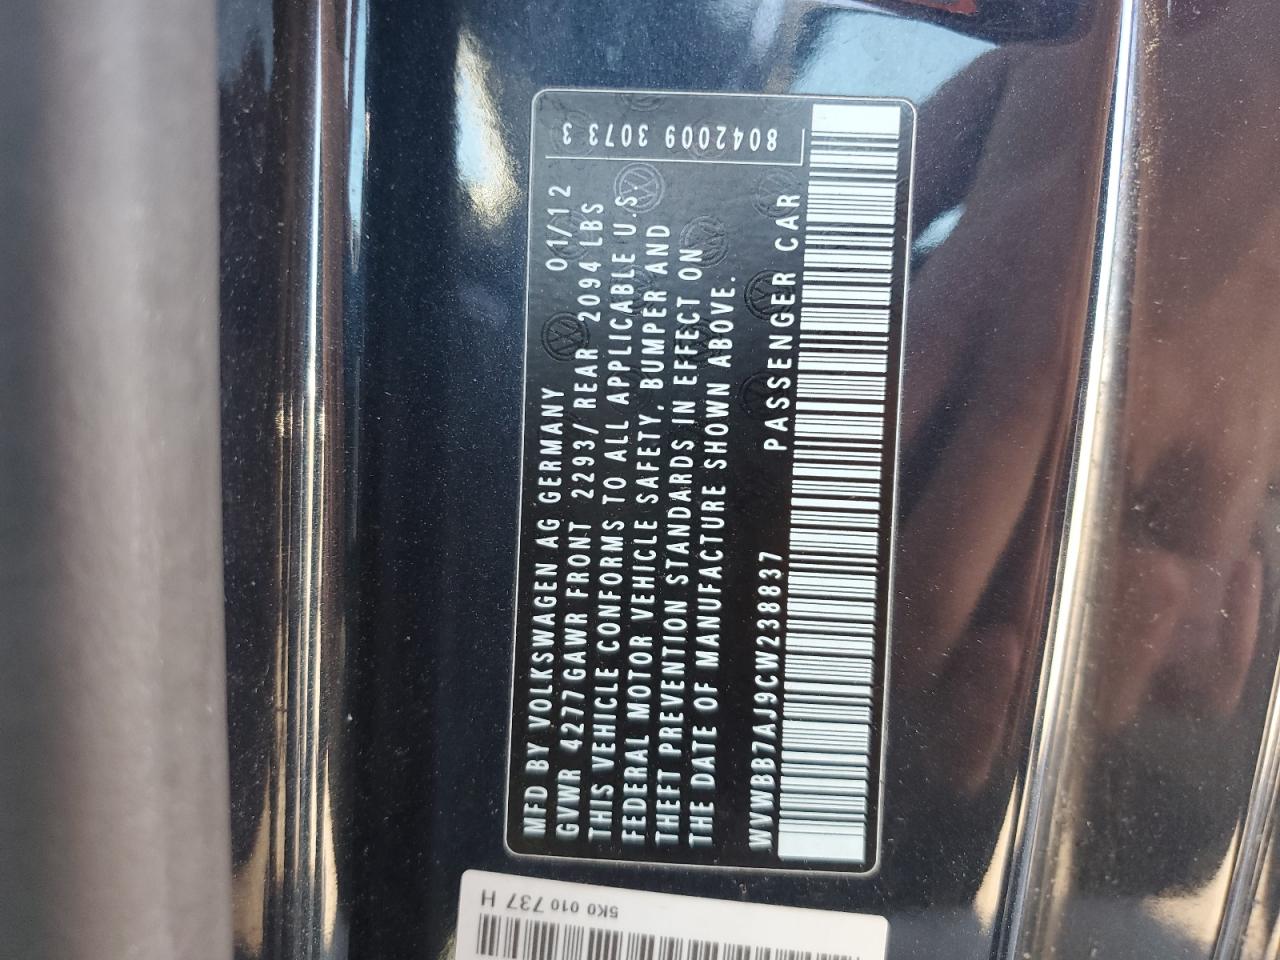 MFD BY VOLKSWAGEN AG GERMANY 01/12
GVWR 4277 GAWR FRONT 2293/ REAR 2094 LBS
THIS VEHICLE CONFORMS TO ALL APPLICABLE U.S.
FEDERAL MOTOR VEHICLE SAFETY, BUMPER AND
THEFT PREVENTION STANDARDS IN EFFECT ON
THE DATE OF MANUFACTURE SHOWN ABOVE.
WVWBB7AJ9CW238837 PASSENGER CAR
8042009 3073 3
5K0 010 737 H